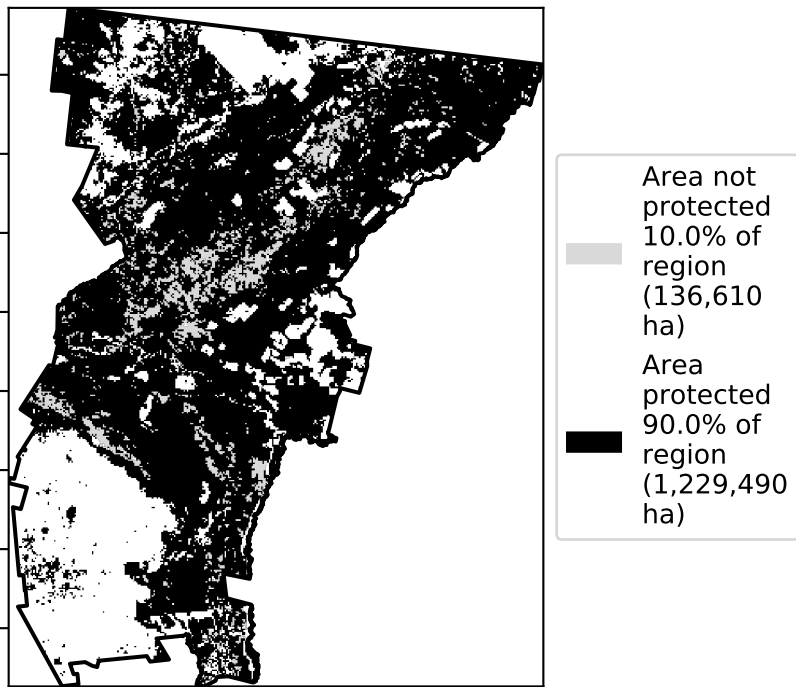 Area not
protected
10.0% of
region
(136,610
ha)
Area
protected
90.0% of
region
(1,229,490
ha)